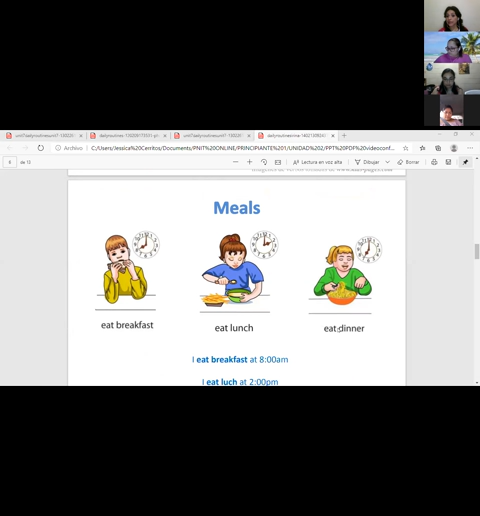 Archivo
C:/Users/Jessica%20Cerritos/Documents/PNIT%20ONLINE/PRINCIPIANTE%201/UNIDAD%202/PPT%20PDF%20videoconf...
Lectura en voz alta
Dibujar
Borrar
de 13
Meals
eat breakfast
eat lunch
eat dinner
I eat breakfast at 8:00am
I eat luch at 2:00pm